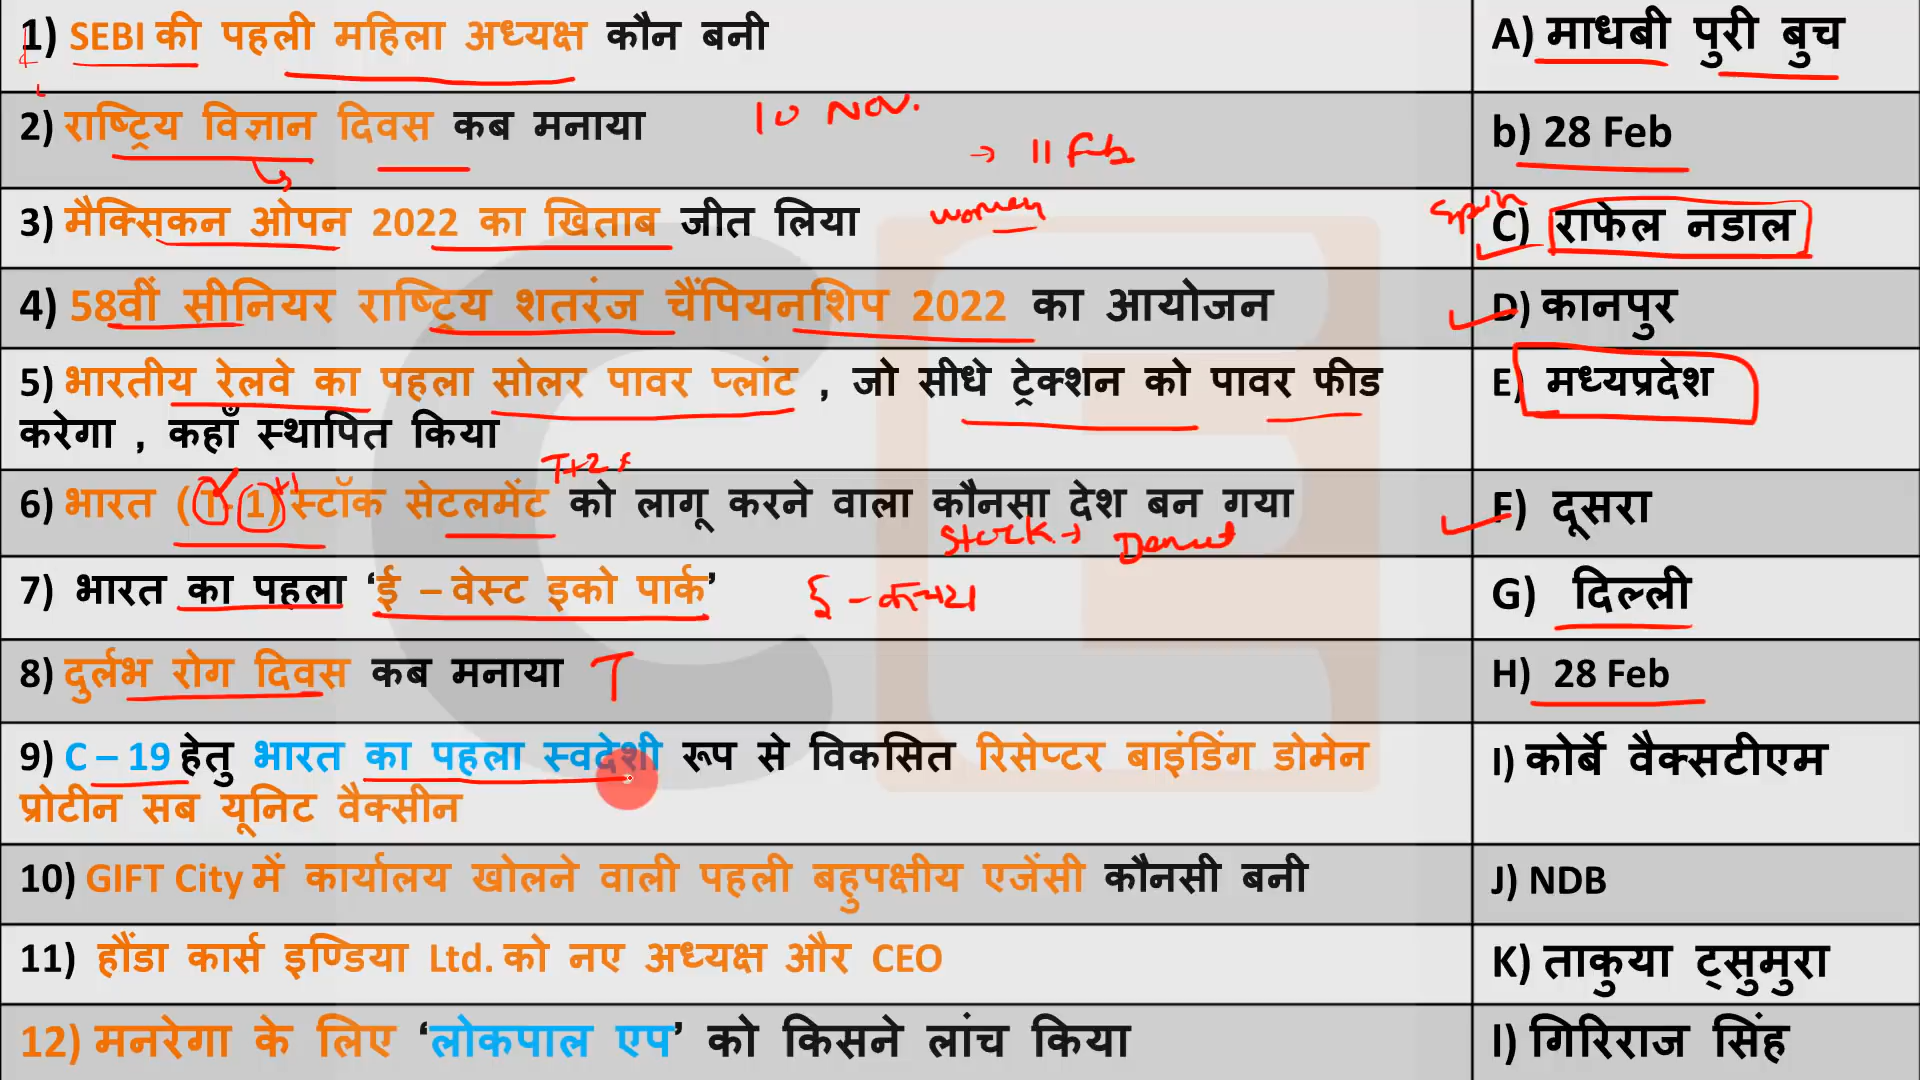 1) SEBI की पहली महिला अध्यक्ष कौन बनी
A) माधबी पुरी बुच
2) राष्ट्रिय विज्ञान दिवस कब मनाया
10 Nov.
→ 11 Feb
b) 28 Feb
3) मैक्सिकन ओपन 2022 का खिताब जीत लिया
women
Spain
C) राफेल नडाल
4) 58वीं सीनियर राष्ट्रिय शतरंज चैंपियनशिप 2022 का आयोजन
D) कानपुर
5) भारतीय रेलवे का पहला सोलर पावर प्लांट , जो सीधे ट्रेक्शन को पावर फीड
करेगा , कहाँ स्थापित किया
E) मध्यप्रदेश
T+2
6) भारत (T- 1) स्टॉक सेटलमेंट को लागू करने वाला कौनसा देश बन गया
+1
Stock →
F) दूसरा
7) भारत का पहला ‘ई – वेस्ट इको पार्क’
ई - कचरा
G) दिल्ली
8) दुर्लभ रोग दिवस कब मनाया
T
H) 28 Feb
9) C – 19 हेतु भारत का पहला स्वदेशी रूप से विकसित रिसेप्टर बाइंडिंग डोमेन
प्रोटीन सब यूनिट वैक्सीन
I) कोर्बे वैक्सटीएम
10) GIFT City में कार्यालय खोलने वाली पहली बहुपक्षीय एजेंसी कौनसी बनी
J) NDB
11) हौंडा कार्स इण्डिया Ltd. को नए अध्यक्ष और CEO
K) ताकुया ट्सुमुरा
12) मनरेगा के लिए ‘लोकपाल एप’ को किसने लांच किया
l) गिरिराज सिंह